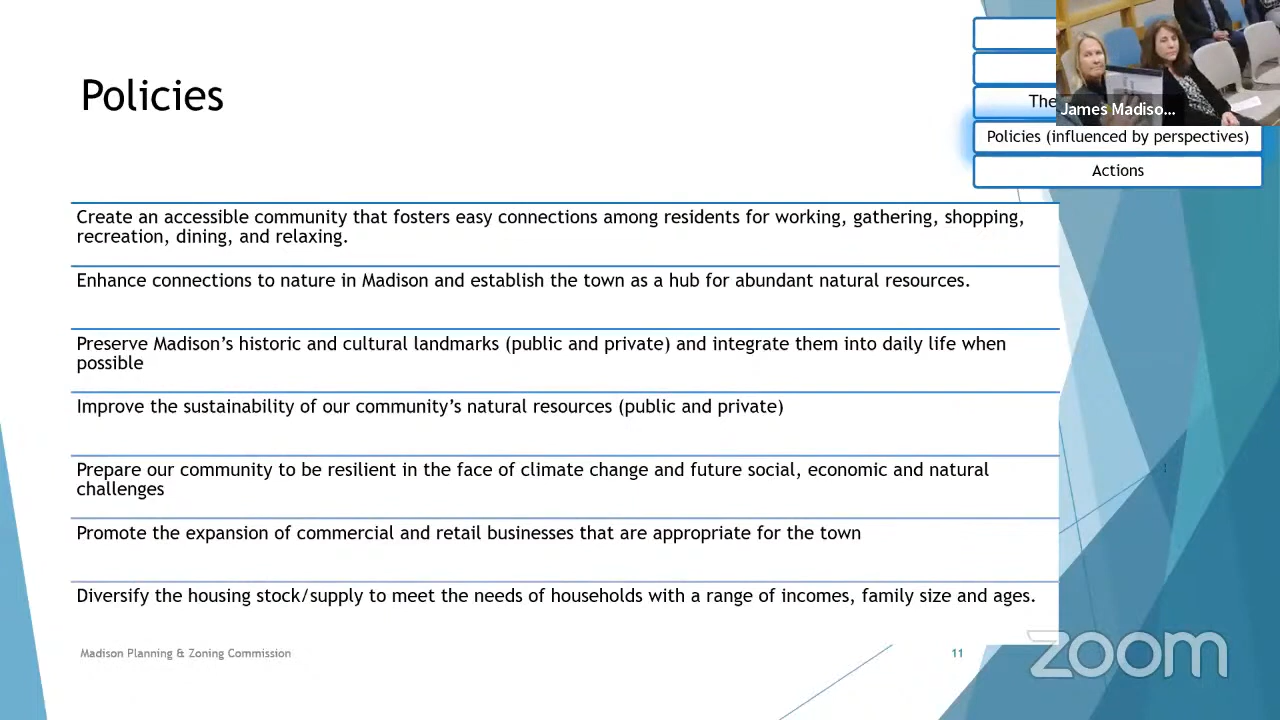 Policies
The
James Madiso...
Policies (influenced by perspectives)
Actions
Create an accessible community that fosters easy connections among residents for working, gathering, shopping,
recreation, dining, and relaxing.
Enhance connections to nature in Madison and establish the town as a hub for abundant natural resources.
Preserve Madison’s historic and cultural landmarks (public and private) and integrate them into daily life when
possible
Improve the sustainability of our community’s natural resources (public and private)
Prepare our community to be resilient in the face of climate change and future social, economic and natural
challenges
Promote the expansion of commercial and retail businesses that are appropriate for the town
Diversify the housing stock/supply to meet the needs of households with a range of incomes, family size and ages.
Madison Planning & Zoning Commission
11
zoom